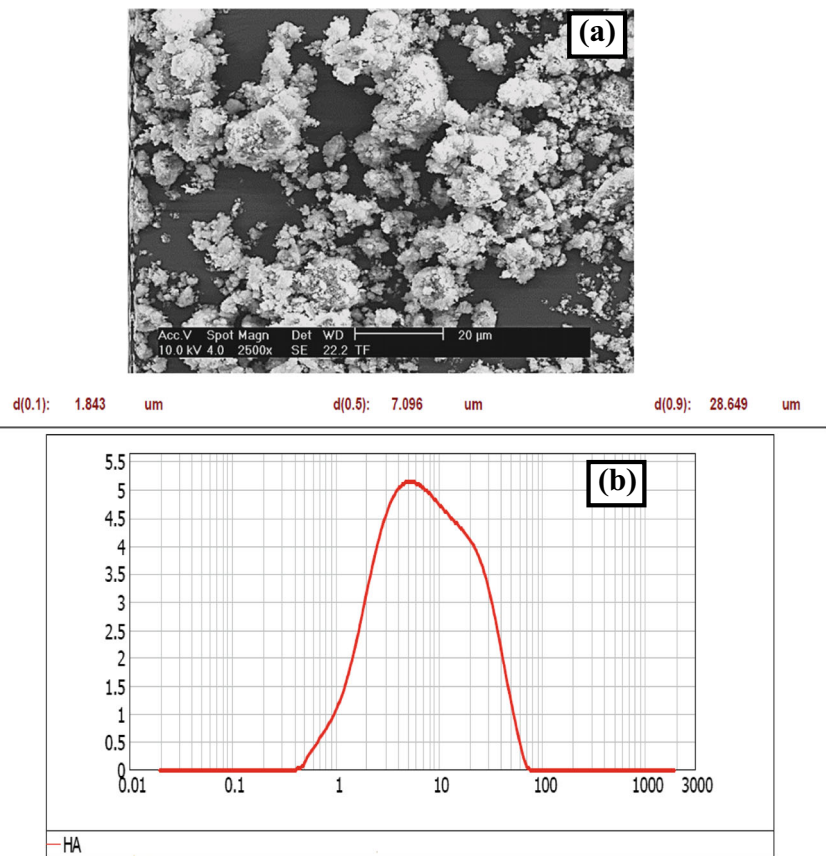 (a)
Acc.V Spot Magn Det WD 20 µm
10.0 kV 4.0 2500x SE 22.2 TF
d(0.1): 1.843 um d(0.5): 7.096 um d(0.9): 28.649 um
(b)
5.5
5
4.5
4
3.5
3
2.5
2
1.5
1
0.5
0
0.01 0.1 1 10 100 1000 3000
HA